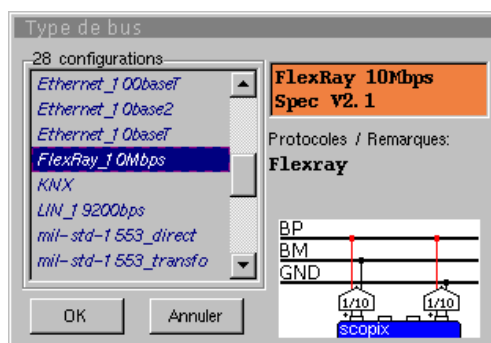 Type de bus
28 configurations
Ethernet_100baseT
Ethernet_10base2
Ethernet_10baseT
FlexRay_10Mbps
KNX
LIN_19200bps
mil-std-1553_direct
mil-std-1553_transfo
OK
Annuler
FlexRay 10Mbps
Spec V2.1
Protocoles / Remarques:
Flexray
BP
BM
GND
1/10 1/10
+ +
scopix